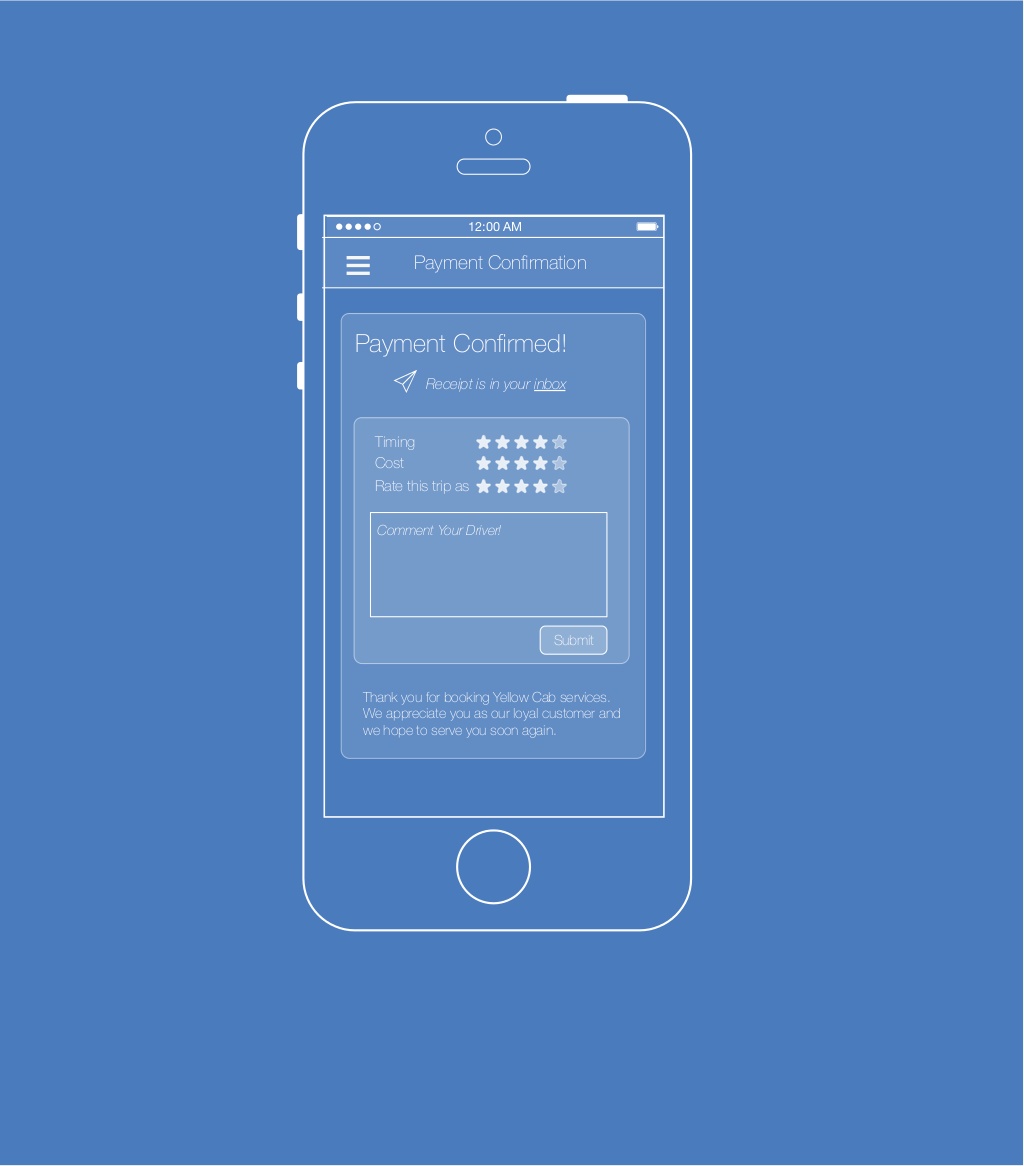 12:00 AM
Payment Confirmation
Payment Confirmed!
Receipt is in your inbox
Timing
Cost
Rate this trip as
Comment Your Driver!
Submit
Thank you for booking Yellow Cab services.
We appreciate you as our loyal customer and
we hope to serve you soon again.